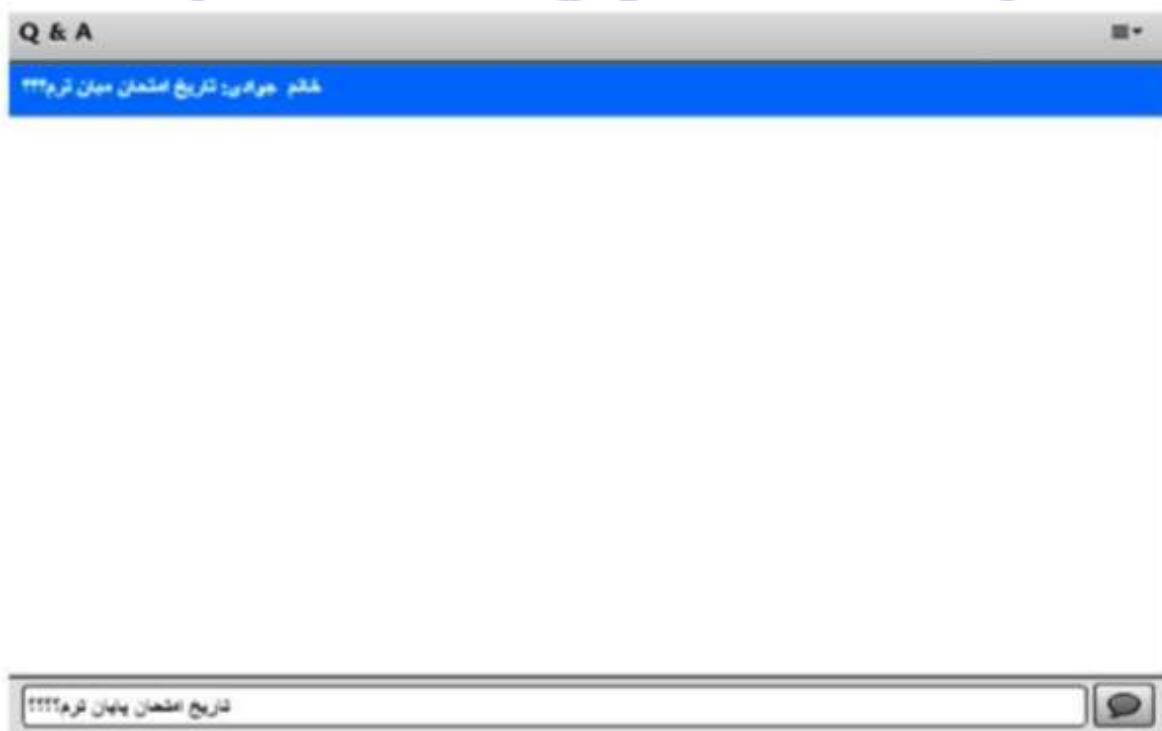 Q & A
خانم جوادی: تاریخ امتحان میان ترم؟؟؟
تاریخ امتحان پایان ترم؟؟؟؟